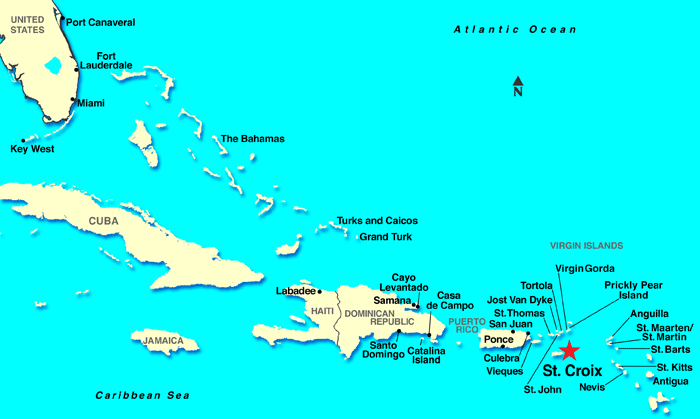 UNITED
STATES
Port Canaveral
Atlantic Ocean
Fort
Lauderdale
N
Miami
Key West
The Bahamas
CUBA
Turks and Caicos
Grand Turk
VIRGIN ISLANDS
Virgin Gorda
Cayo
Levantado
Tortola
Prickly Pear
Island
Labadee
Samana
Casa
de Campo
Jost Van Dyke
St. Thomas
HAITI
DOMINICAN
REPUBLIC
PUERTO
RICO
San Juan
Anguilla
St. Maarten/
St. Martin
JAMAICA
Ponce
St. Barts
Santo
Domingo
Catalina
Island
Culebra
Vieques
St. Croix
St. Kitts
St. John
Nevis
Antigua
Caribbean Sea